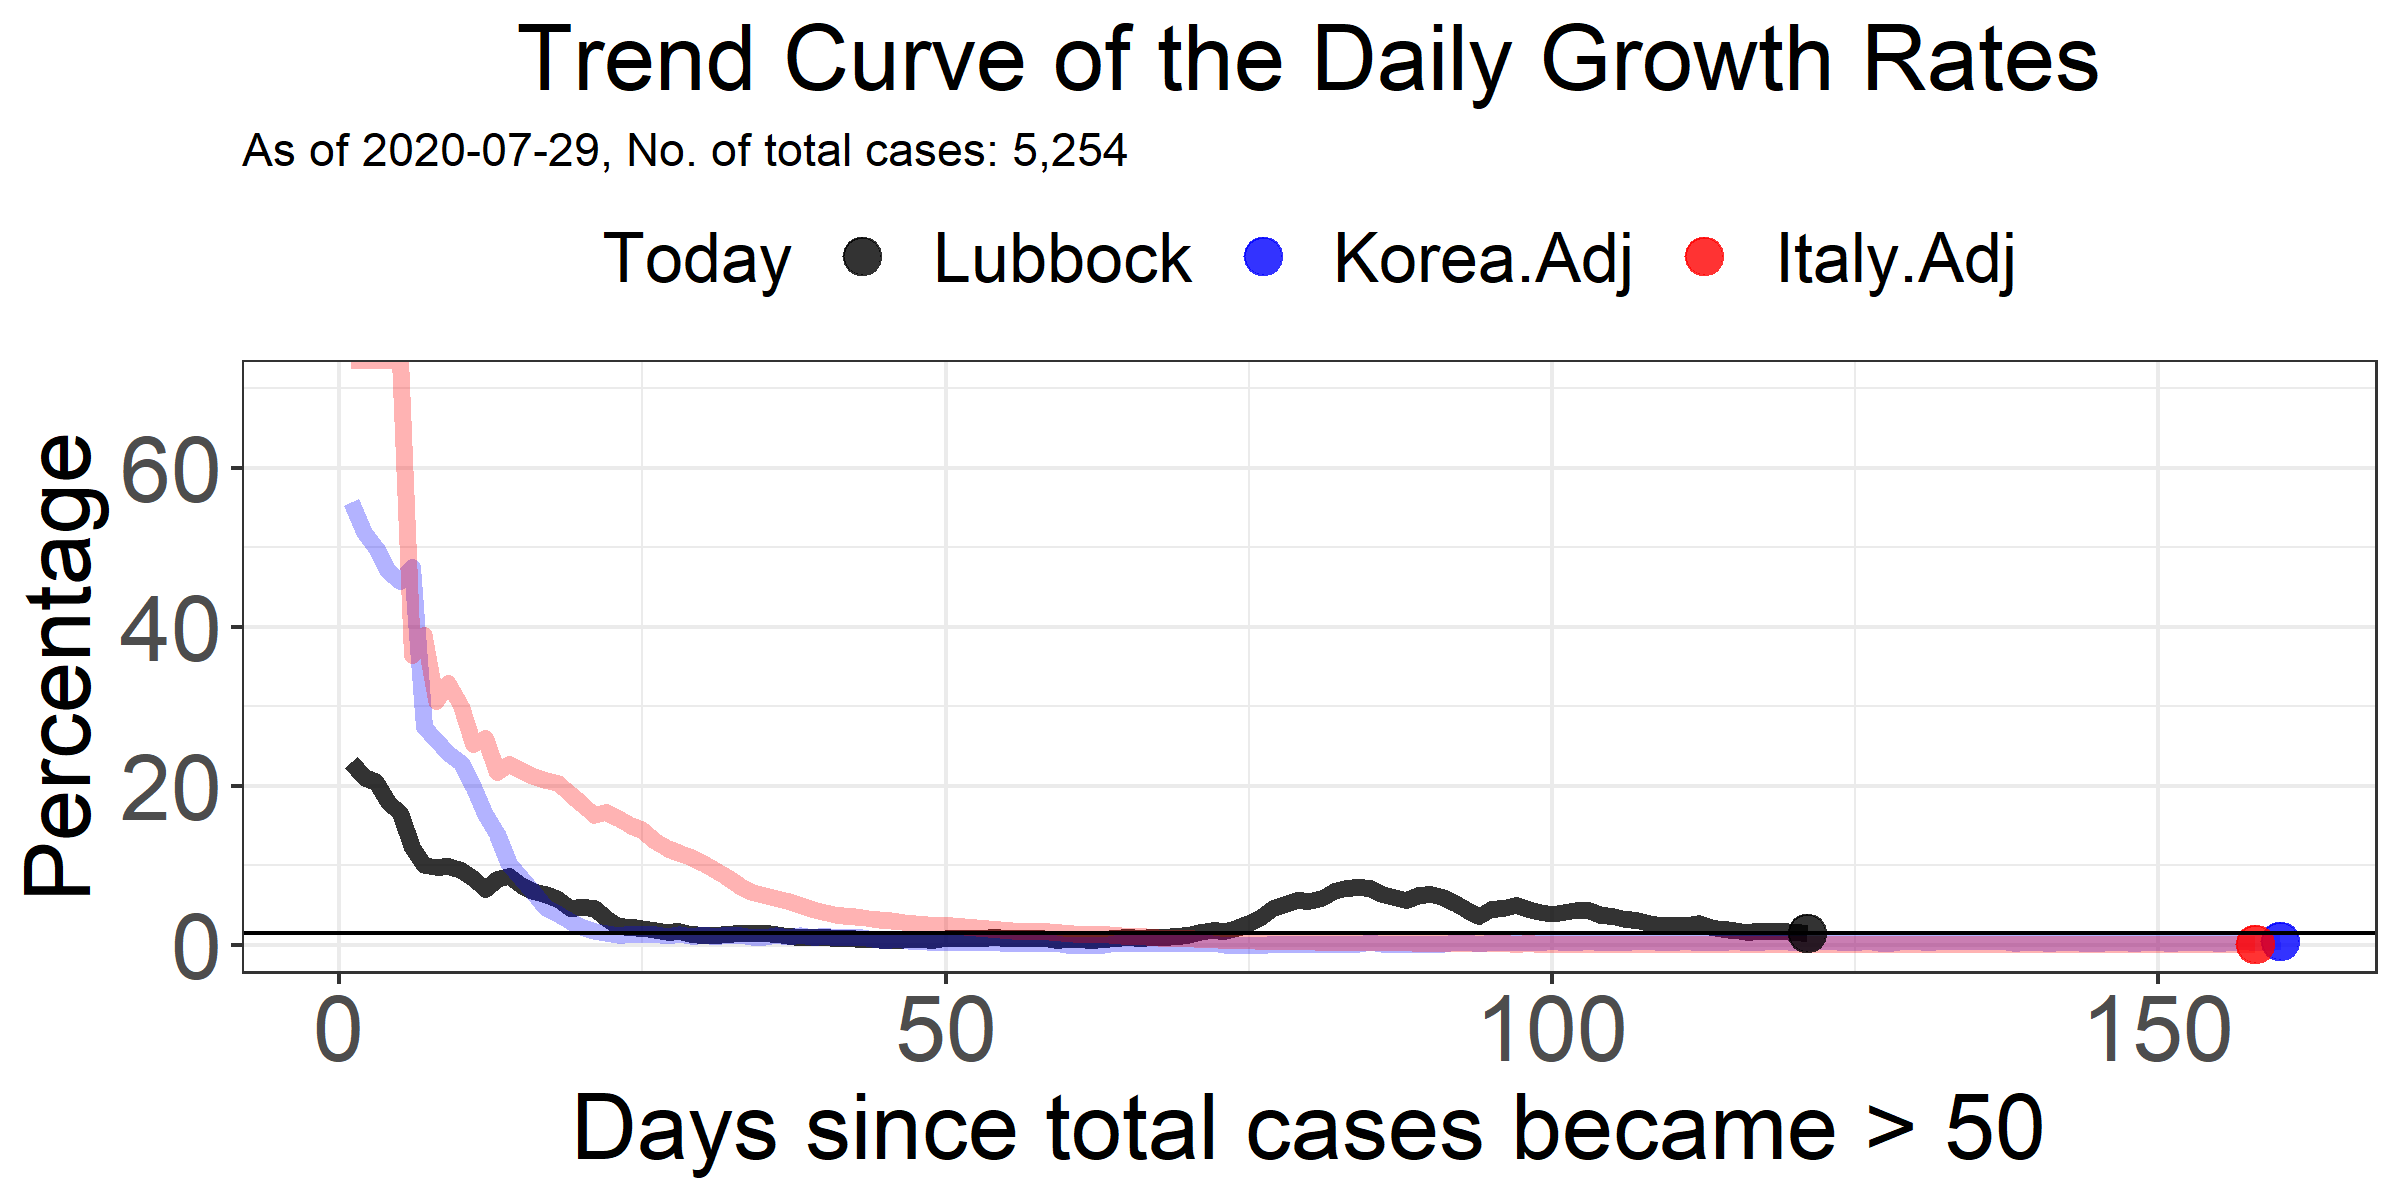 Trend Curve of the Daily Growth Rates
As of 2020-07-29, No. of total cases: 5,254
Today Lubbock Korea.Adj Italy.Adj
Percentage
60
40
20
0
0 50 100 150
Days since total cases became > 50